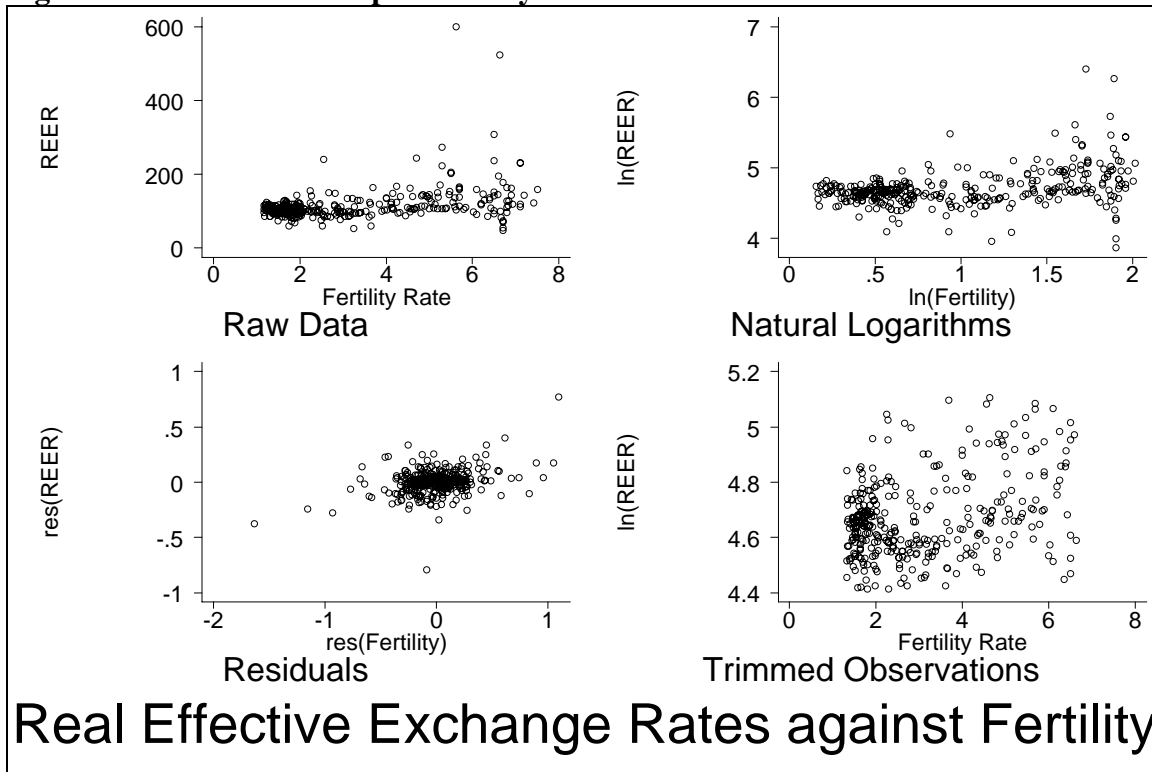 600
400
200
0
REER
0 2 4 6 8
Fertility Rate
Raw Data
7
6
5
4
ln(REER)
0 .5 1 1.5 2
ln(Fertility)
Natural Logarithms
1
.5
0
-.5
-1
res(REER)
-2 -1 0 1
res(Fertility)
Residuals
5.2
5
4.8
4.6
4.4
ln(REER)
0 2 4 6 8
Fertility Rate
Trimmed Observations
Real Effective Exchange Rates against Fertility